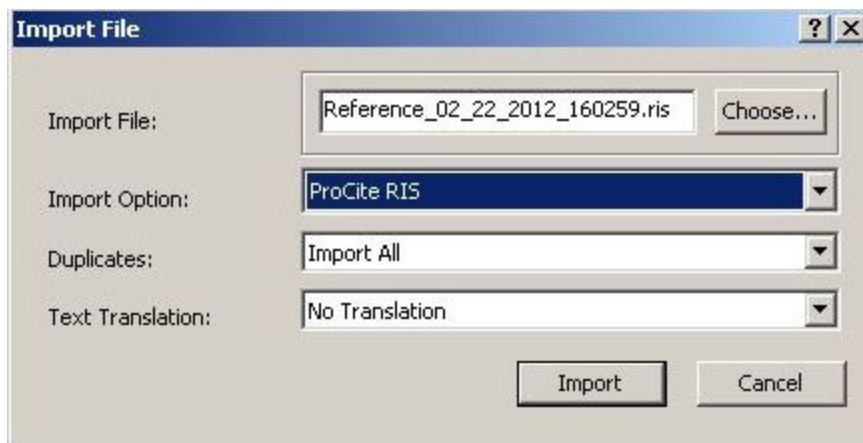 Import File
Import File: Reference_02_22_2012_160259.ris Choose...
Import Option: ProCite RIS
Duplicates: Import All
Text Translation: No Translation
Import Cancel